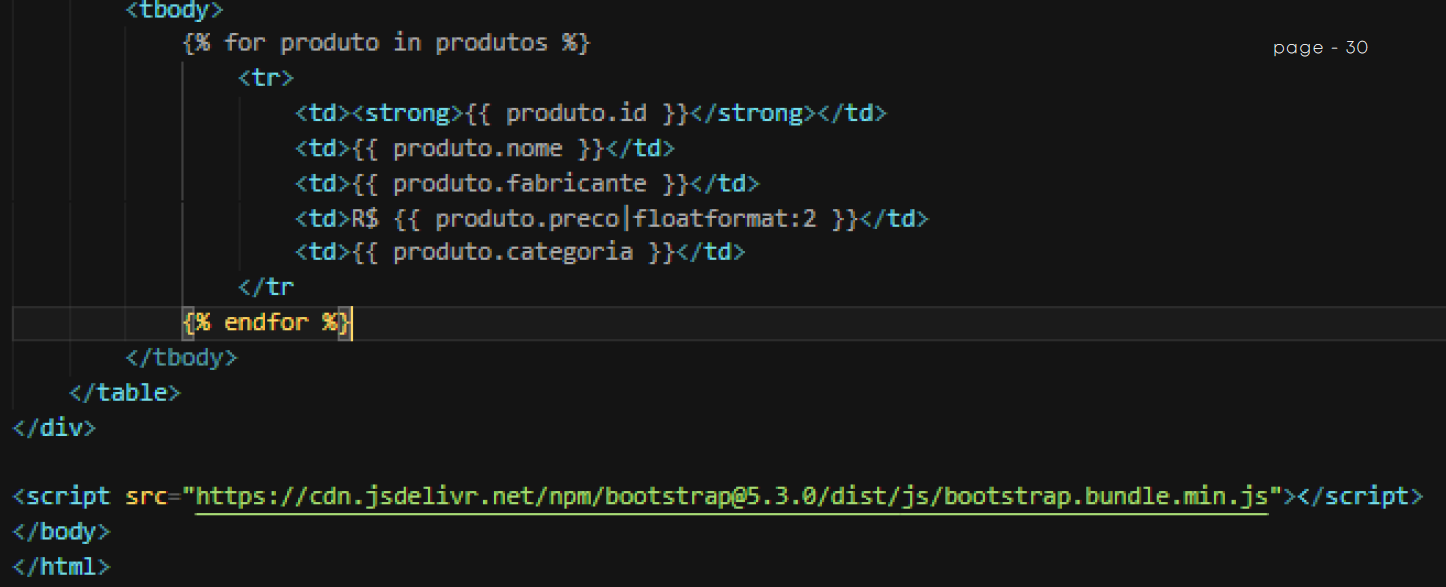 <tbody>
{% for produto in produtos %}
page - 30
<tr>
<td><strong>{{ produto.id }}</strong></td>
<td>{{ produto.nome }}</td>
<td>{{ produto.fabricante }}</td>
<td>R$ {{ produto.preco|floatformat:2 }}</td>
<td>{{ produto.categoria }}</td>
</tr
{% endfor %}
</tbody>
</table>
</div>
<script src="https://cdn.jsdelivr.net/npm/bootstrap@5.3.0/dist/js/bootstrap.bundle.min.js"></script>
</body>
</html>